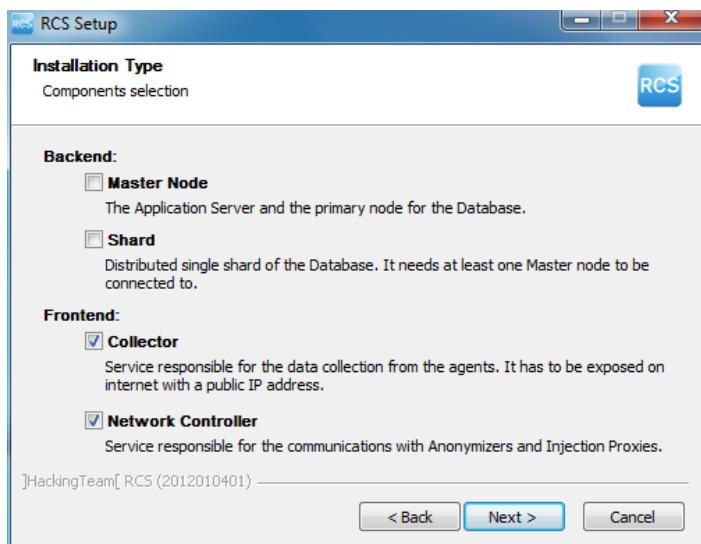 RCS RCS Setup
Installation Type
Components selection
RCS
Backend:
Master Node
The Application Server and the primary node for the Database.
Shard
Distributed single shard of the Database. It needs at least one Master node to be
connected to.
Frontend:
Collector
Service responsible for the data collection from the agents. It has to be exposed on
internet with a public IP address.
Network Controller
Service responsible for the communications with Anonymizers and Injection Proxies.
]HackingTeam[ RCS (2012010401)
< Back Next > Cancel